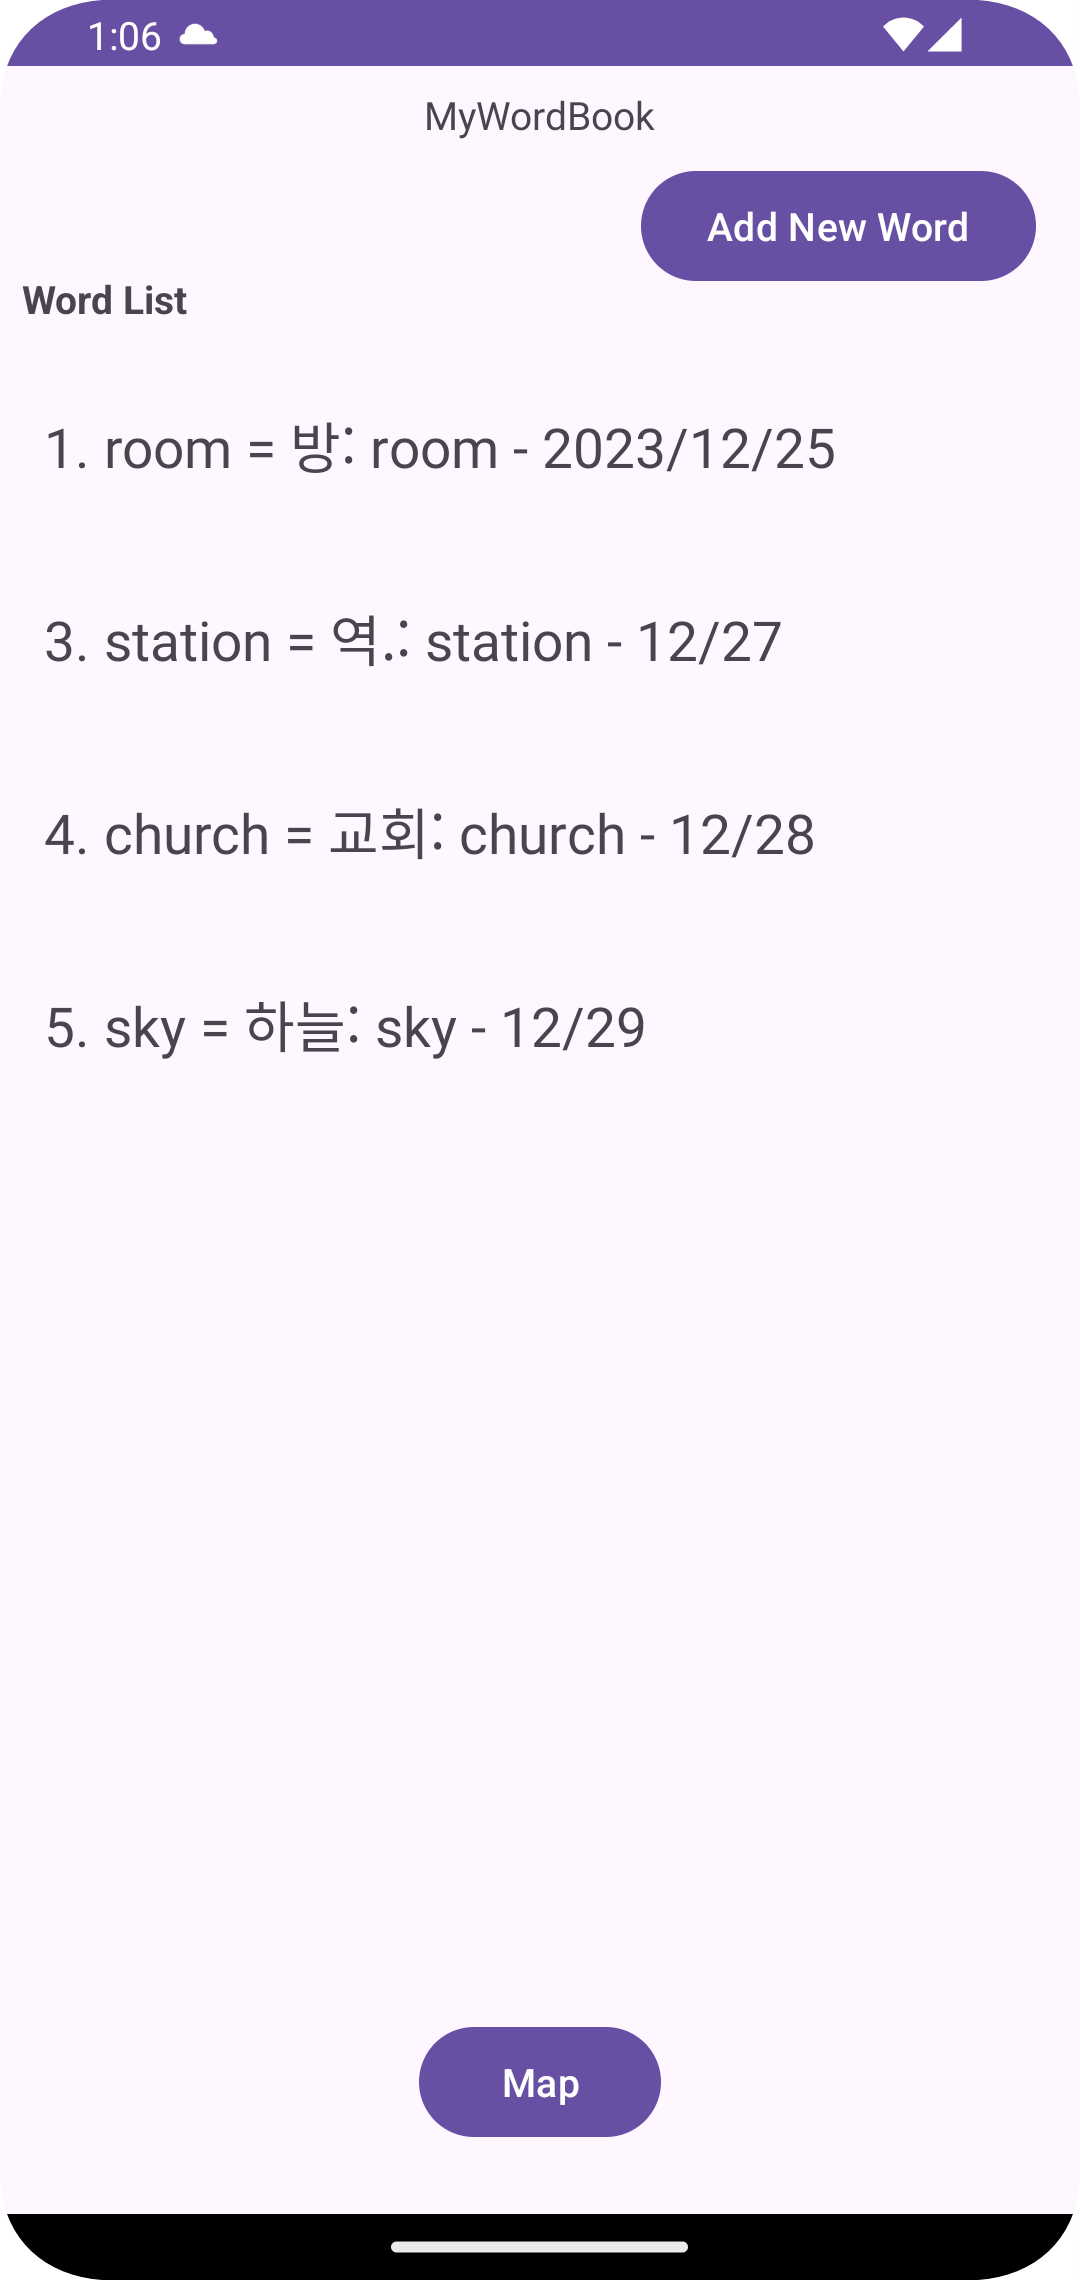 1:06
MyWordBook
Add New Word
Word List
1. room = 방: room - 2023/12/25
3. station = 역.: station - 12/27
4. church = 교회: church - 12/28
5. sky = 하늘: sky - 12/29
Map